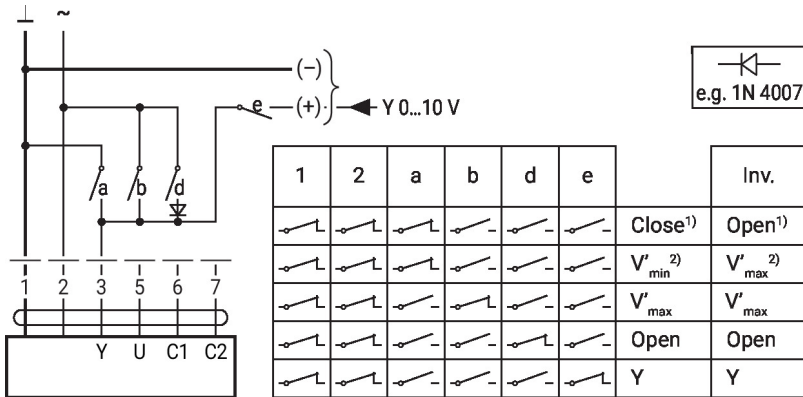 ⊥ ~
(–)
e (+) Y 0...10 V
e.g. 1N 4007
a b d
1 2 3 5 6 7
Y U C1 C2
1 2 a b d e Inv.
Close¹⁾ Open¹⁾
V'min²⁾ V'max²⁾
V'max V'max
Open Open
Y Y